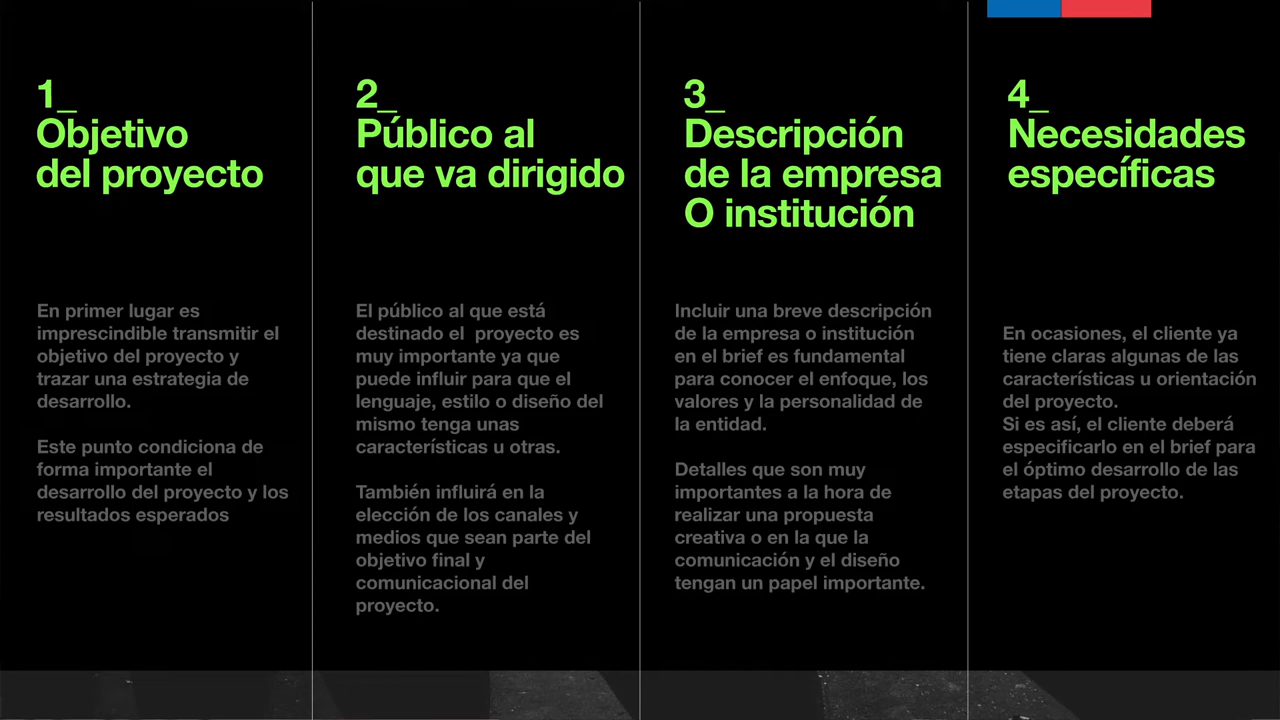 1_
Objetivo
del proyecto
En primer lugar es
imprescindible transmitir el
objetivo del proyecto y
trazar una estrategia de
desarrollo.
Este punto condiciona de
forma importante el
desarrollo del proyecto y los
resultados esperados
2_
Público al
que va dirigido
El público al que está
destinado el  proyecto es
muy importante ya que
puede influir para que el
lenguaje, estilo o diseño del
mismo tenga unas
características u otras.
También influirá en la
elección de los canales y
medios que sean parte del
objetivo final y
comunicacional del
proyecto.
3_
Descripción
de la empresa
O institución
Incluir una breve descripción
de la empresa o institución
en el brief es fundamental
para conocer el enfoque, los
valores y la personalidad de
la entidad.
Detalles que son muy
importantes a la hora de
realizar una propuesta
creativa o en la que la
comunicación y el diseño
tengan un papel importante.
4_
Necesidades
específicas
En ocasiones, el cliente ya
tiene claras algunas de las
características u orientación
del proyecto.
Si es así, el cliente deberá
especificarlo en el brief para
el óptimo desarrollo de las
etapas del proyecto.